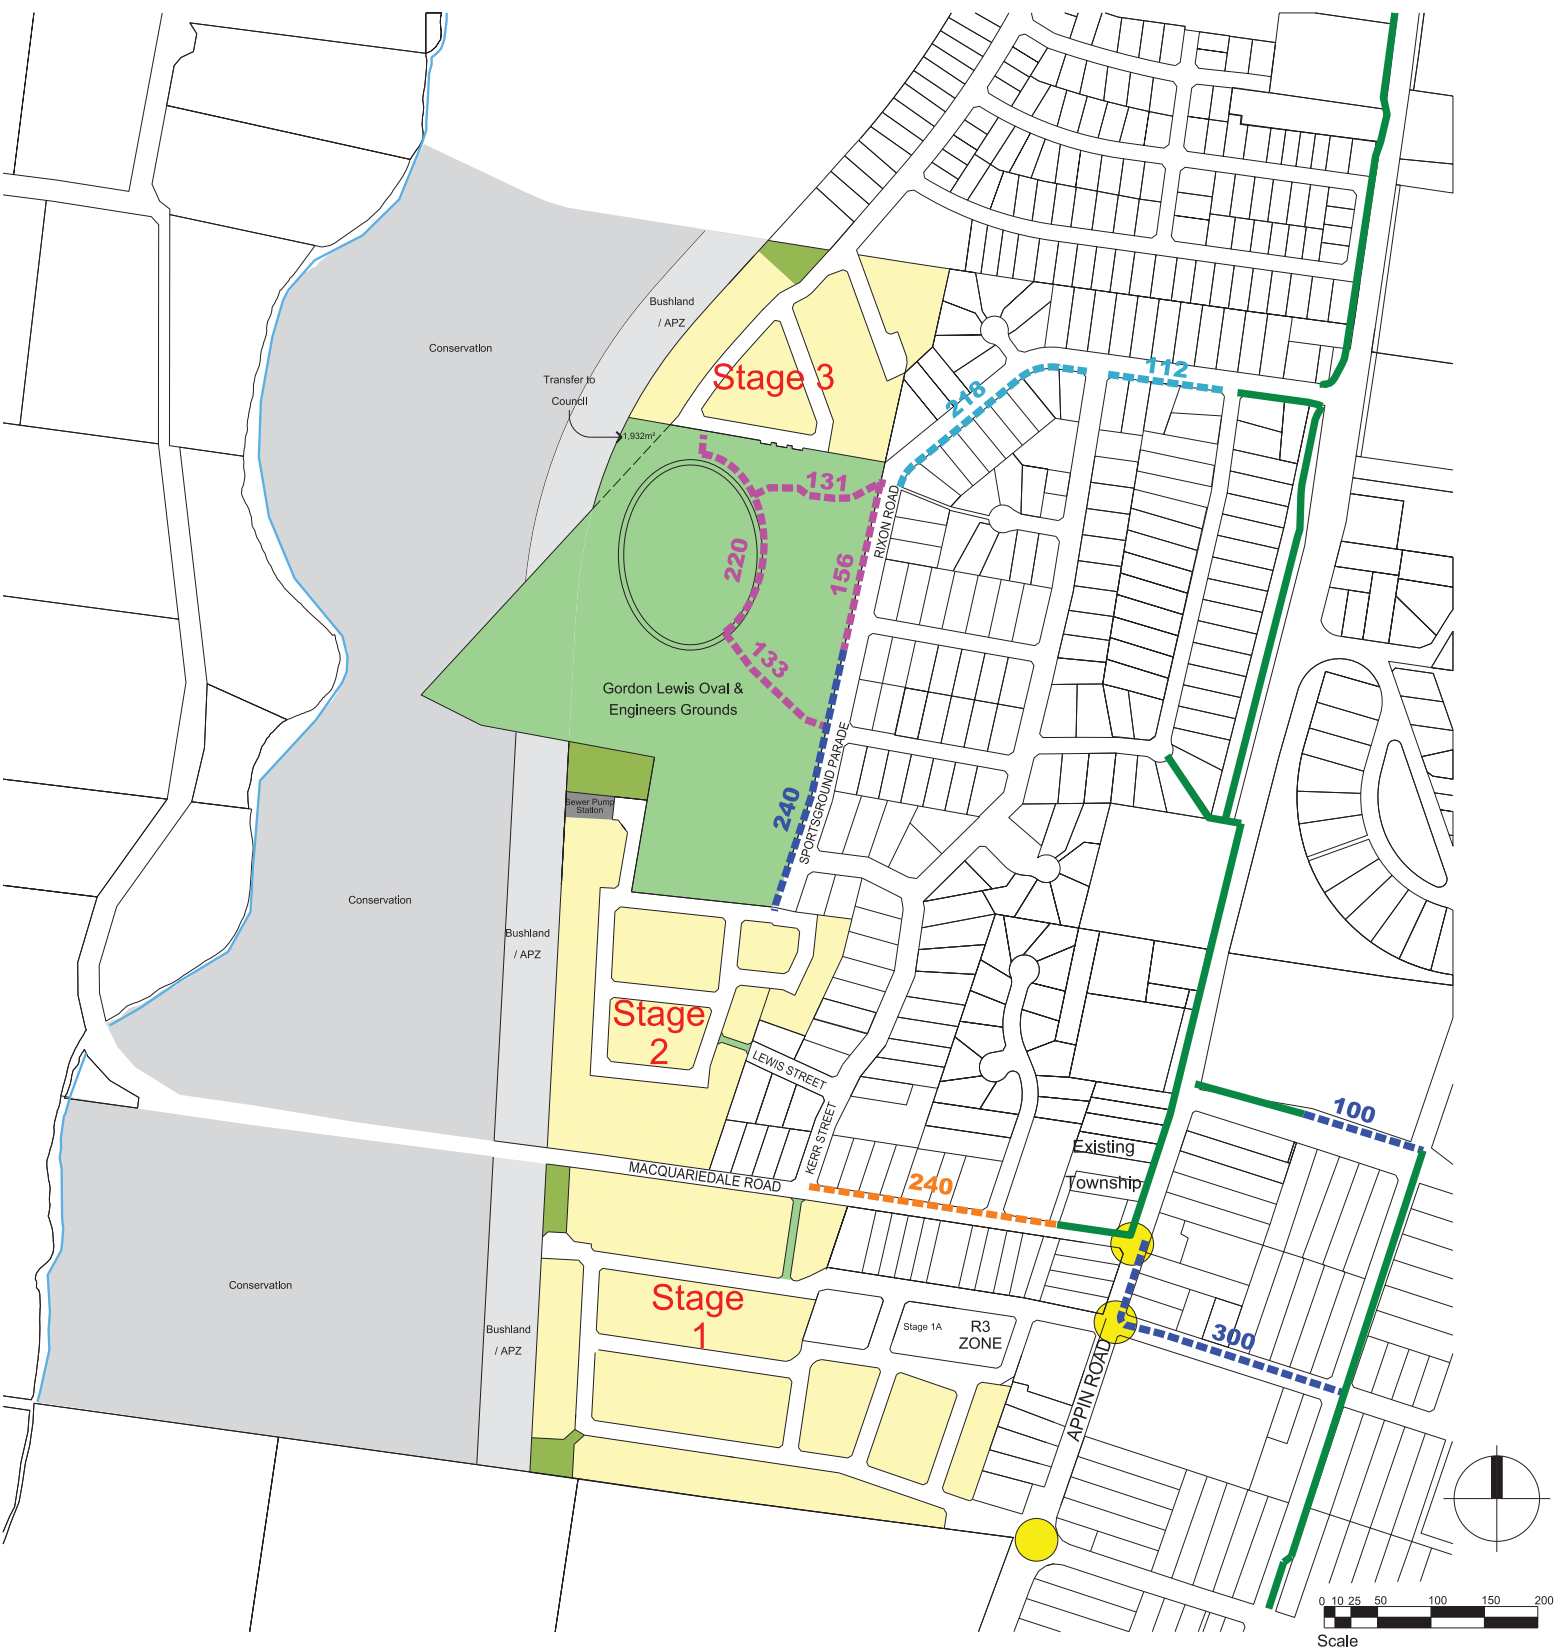 Bushland
/ APZ
Conservation
112
Transfer to
Council
Stage 3
218
1,932m²
131
RIXON ROAD
220
156
133
Gordon Lewis Oval &
Engineers Grounds
SPORTSGROUND PARADE
240
Sewer Pump
Station
Conservation
Bushland
/ APZ
Stage
2
LEWIS STREET
KERR STREET
100
Existing
Township
MACQUARIEDALE ROAD
240
Conservation
Stage
1
Bushland
/ APZ
Stage 1A
R3
ZONE
300
APPIN ROAD
0 10 25 50 100 150 200
Scale